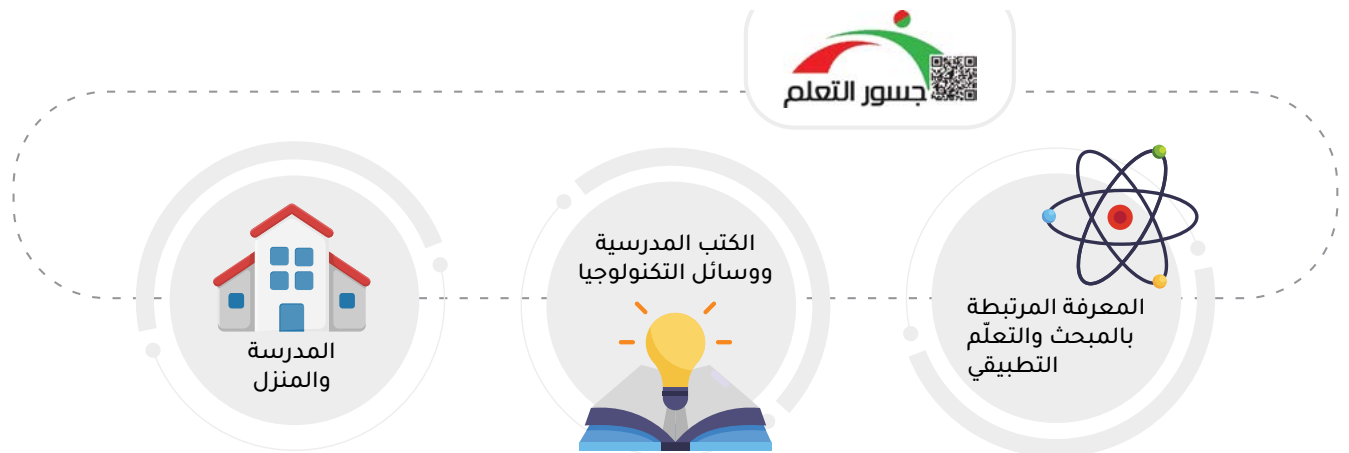 جسور التعلم
المعرفة المرتبطة
بالمبحث والتعلّم
التطبيقي
الكتب المدرسية
ووسائل التكنولوجيا
المدرسة
والمنزل